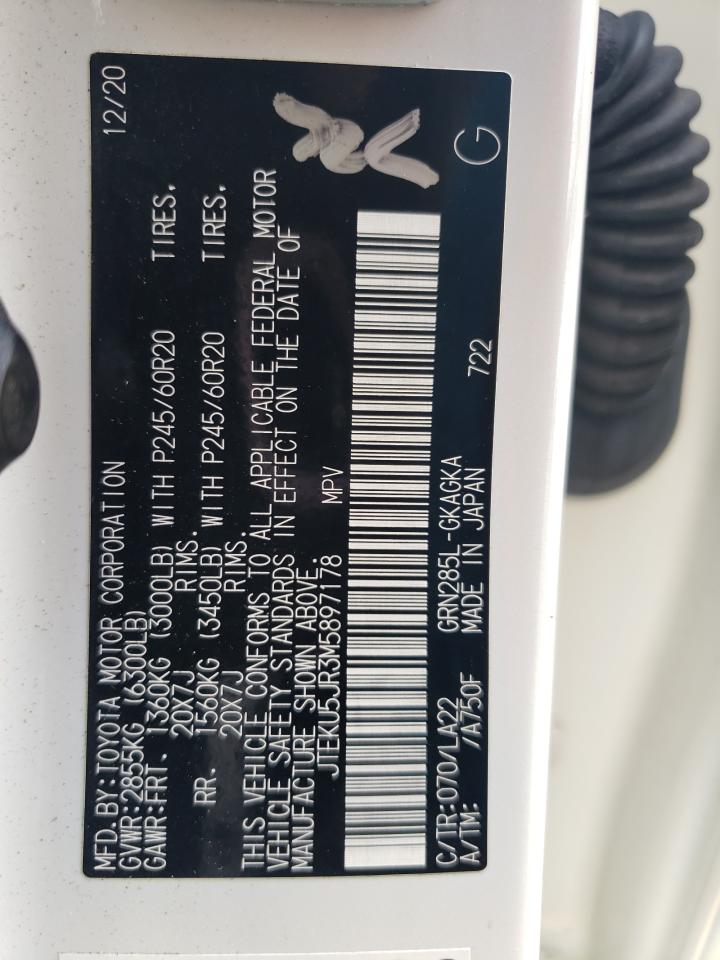 MFD.BY:TOYOTA MOTOR CORPORATION 12/20
GVWR:2855KG (6300LB)
GAWR:FRT. 1360KG (3000LB) WITH P245/60R20 TIRES,
20X7J RIMS.
RR. 1560KG (3450LB) WITH P245/60R20 TIRES,
20X7J RIMS.
THIS VEHICLE CONFORMS TO ALL APPLICABLE FEDERAL MOTOR
VEHICLE SAFETY STANDARDS IN EFFECT ON THE DATE OF
MANUFACTURE SHOWN ABOVE.
JTEKU5JR3M5897178 MPV
C/TR:070/LA22 GRN285L-GKAGKA
A/TM: /A750F MADE IN JAPAN 722
G